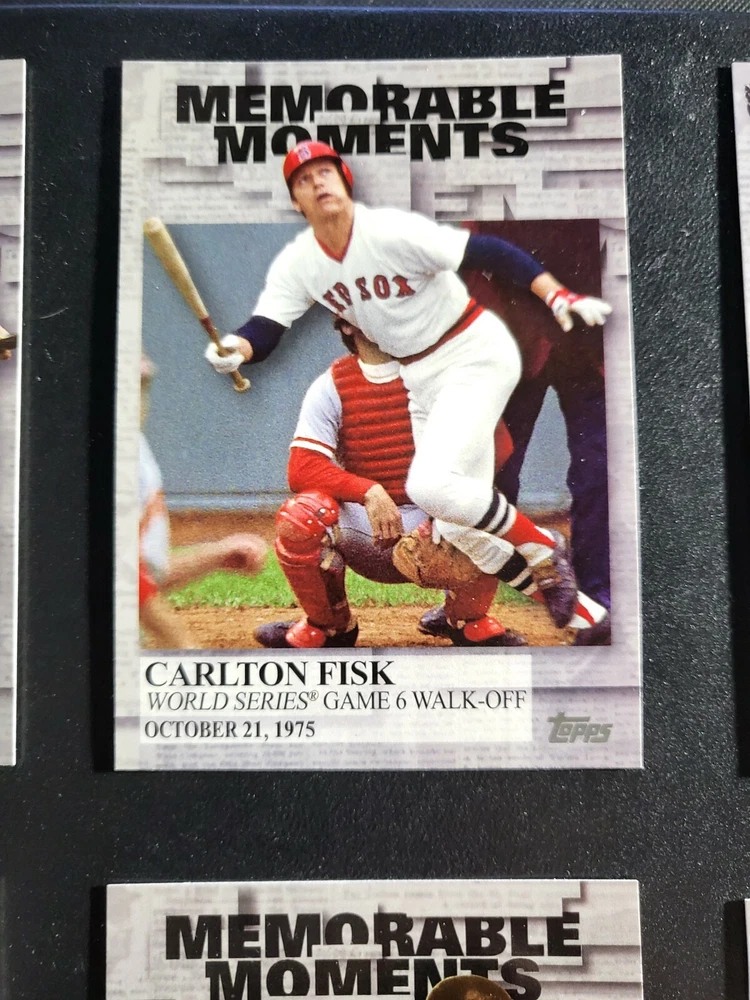 MEMORABLE
MOMENTS
RED SOX
CARLTON FISK
WORLD SERIES® GAME 6 WALK-OFF
OCTOBER 21, 1975
Topps
MEMORABLE
MOMENTS